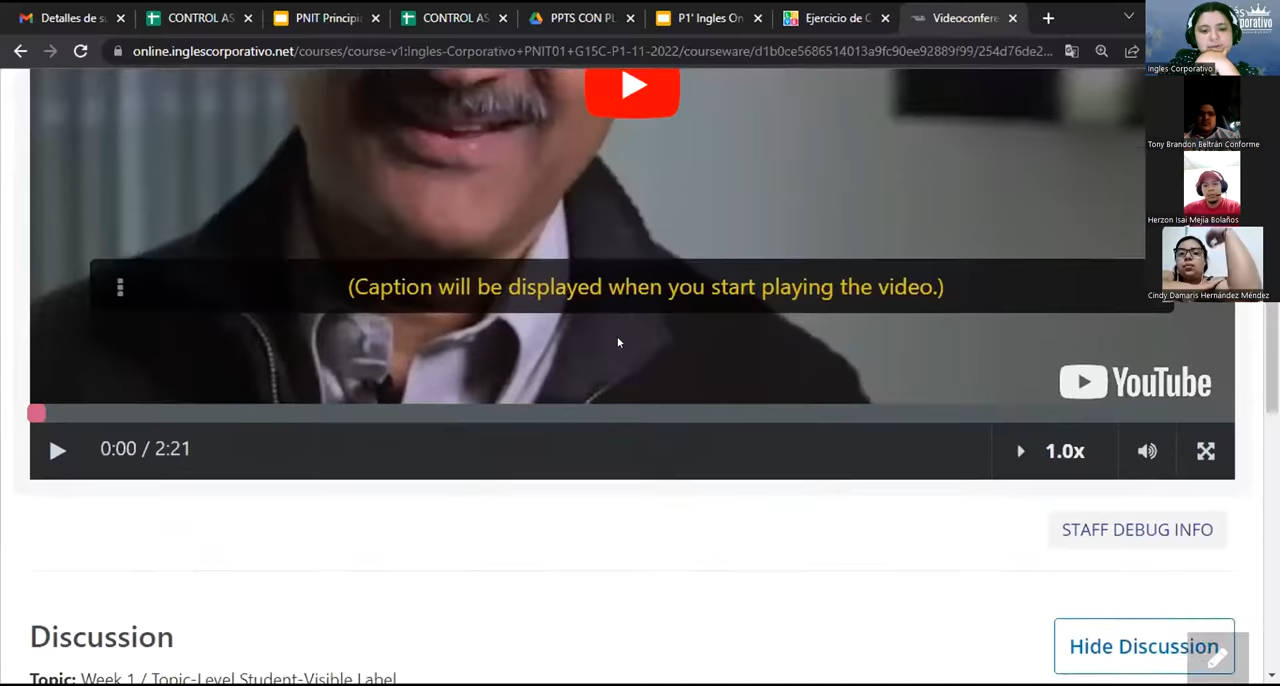 Detalles de su
CONTROL AS
PNIT Principia
CONTROL AS
PPTS CON PL
P1' Ingles On
Ejercicio de C
Videoconfere
online.inglescorporativo.net/courses/course-v1:Ingles-Corporativo+PNIT01+G15C-P1-11-2022/courseware/d1b0ce5686514013a9fc90ee92889f99/254d76de2...
Ingles Corporativo
Tony Brandon Beltrán Conforme
Herzon Isai Mejia Bolaños
Cindy Damaris Hernández Méndez
(Caption will be displayed when you start playing the video.)
YouTube
0:00 / 2:21
1.0x
STAFF DEBUG INFO
Discussion
Hide Discussion
Topic: Week 1 / Topic-Level Student-Visible Label